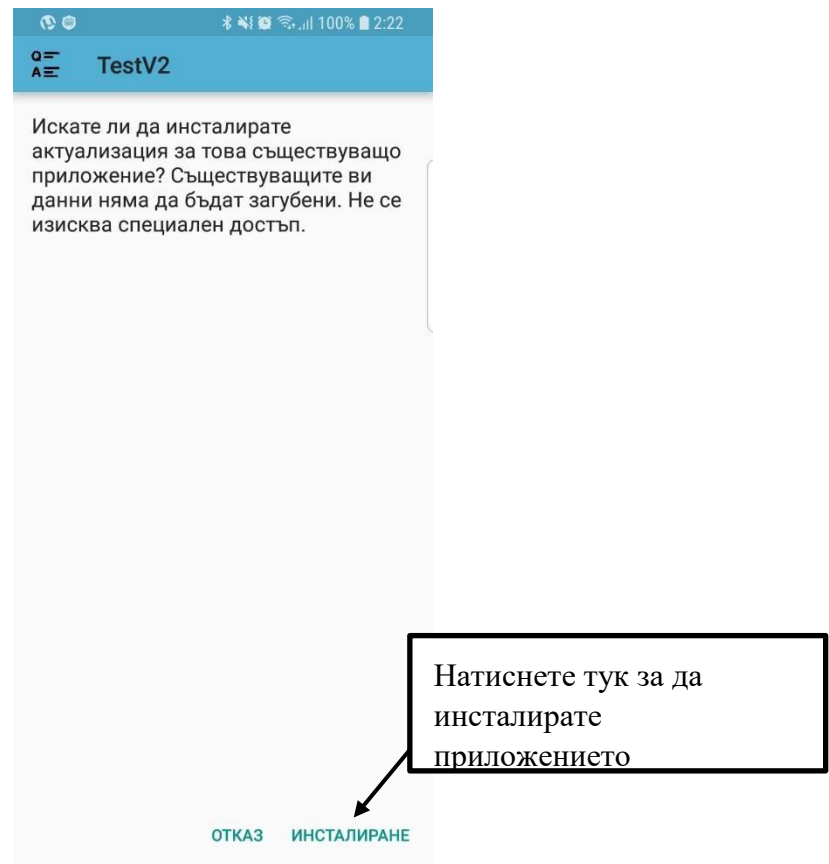 100% 2:22
Q
A
TestV2
Искате ли да инсталирате
актуализация за това съществуващо
приложение? Съществуващите ви
данни няма да бъдат загубени. Не се
изисква специален достъп.
Натиснете тук за да
инсталирате
приложението
ОТКАЗ ИНСТАЛИРАНЕ